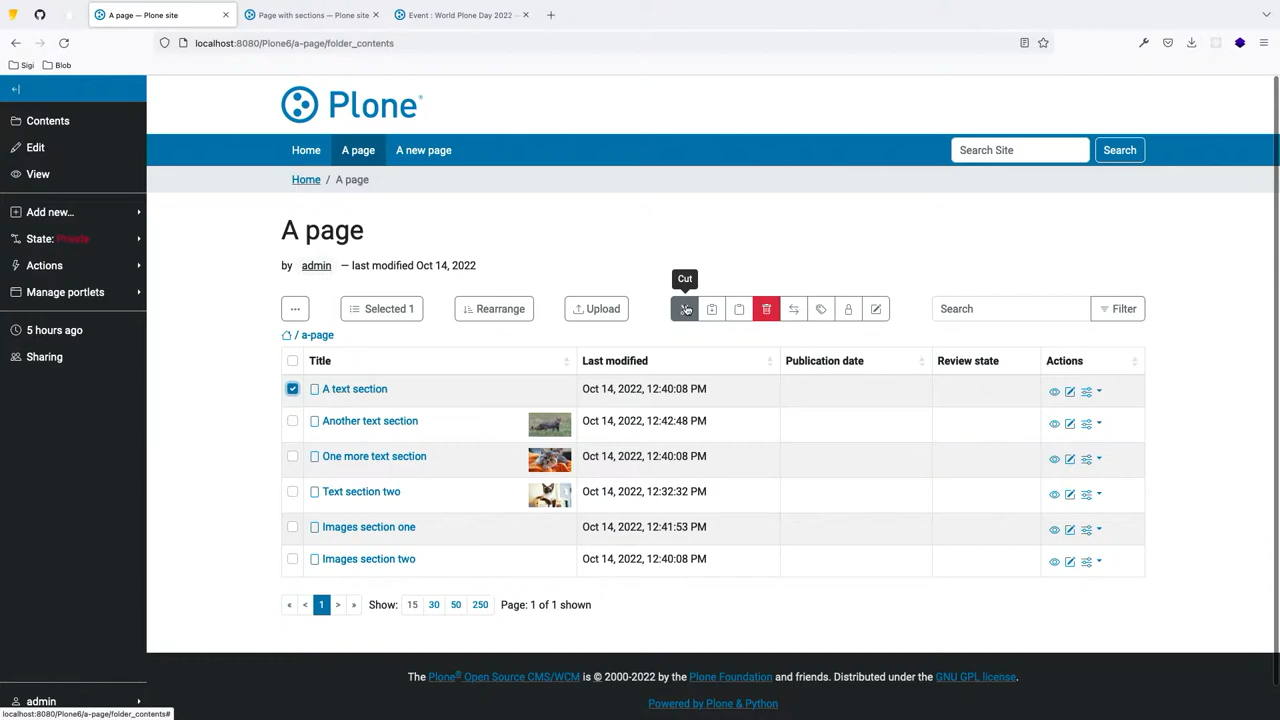 A page — Plone site
Page with sections — Plone site
Event : World Plone Day 2022 —
localhost:8080/Plone6/a-page/folder_contents
Sigi
Blob
Contents
Edit
View
Add new...
State: Private
Actions
Manage portlets
5 hours ago
Sharing
admin
localhost:8080/Plone6/a-page/folder_contents#
Plone®
Home
A page
A new page
Search Site
Search
Home / A page
A page
by admin — last modified Oct 14, 2022
Cut
...
Selected 1
Rearrange
Upload
Search
Filter
/ a-page
Title
Last modified
Publication date
Review state
Actions
A text section
Oct 14, 2022, 12:40:08 PM
Another text section
Oct 14, 2022, 12:42:48 PM
One more text section
Oct 14, 2022, 12:40:08 PM
Text section two
Oct 14, 2022, 12:32:32 PM
Images section one
Oct 14, 2022, 12:41:53 PM
Images section two
Oct 14, 2022, 12:40:08 PM
« < 1 > » Show: 15 30 50 250 Page: 1 of 1 shown
The Plone® Open Source CMS/WCM is © 2000-2022 by the Plone Foundation and friends. Distributed under the GNU GPL license.
Powered by Plone & Python